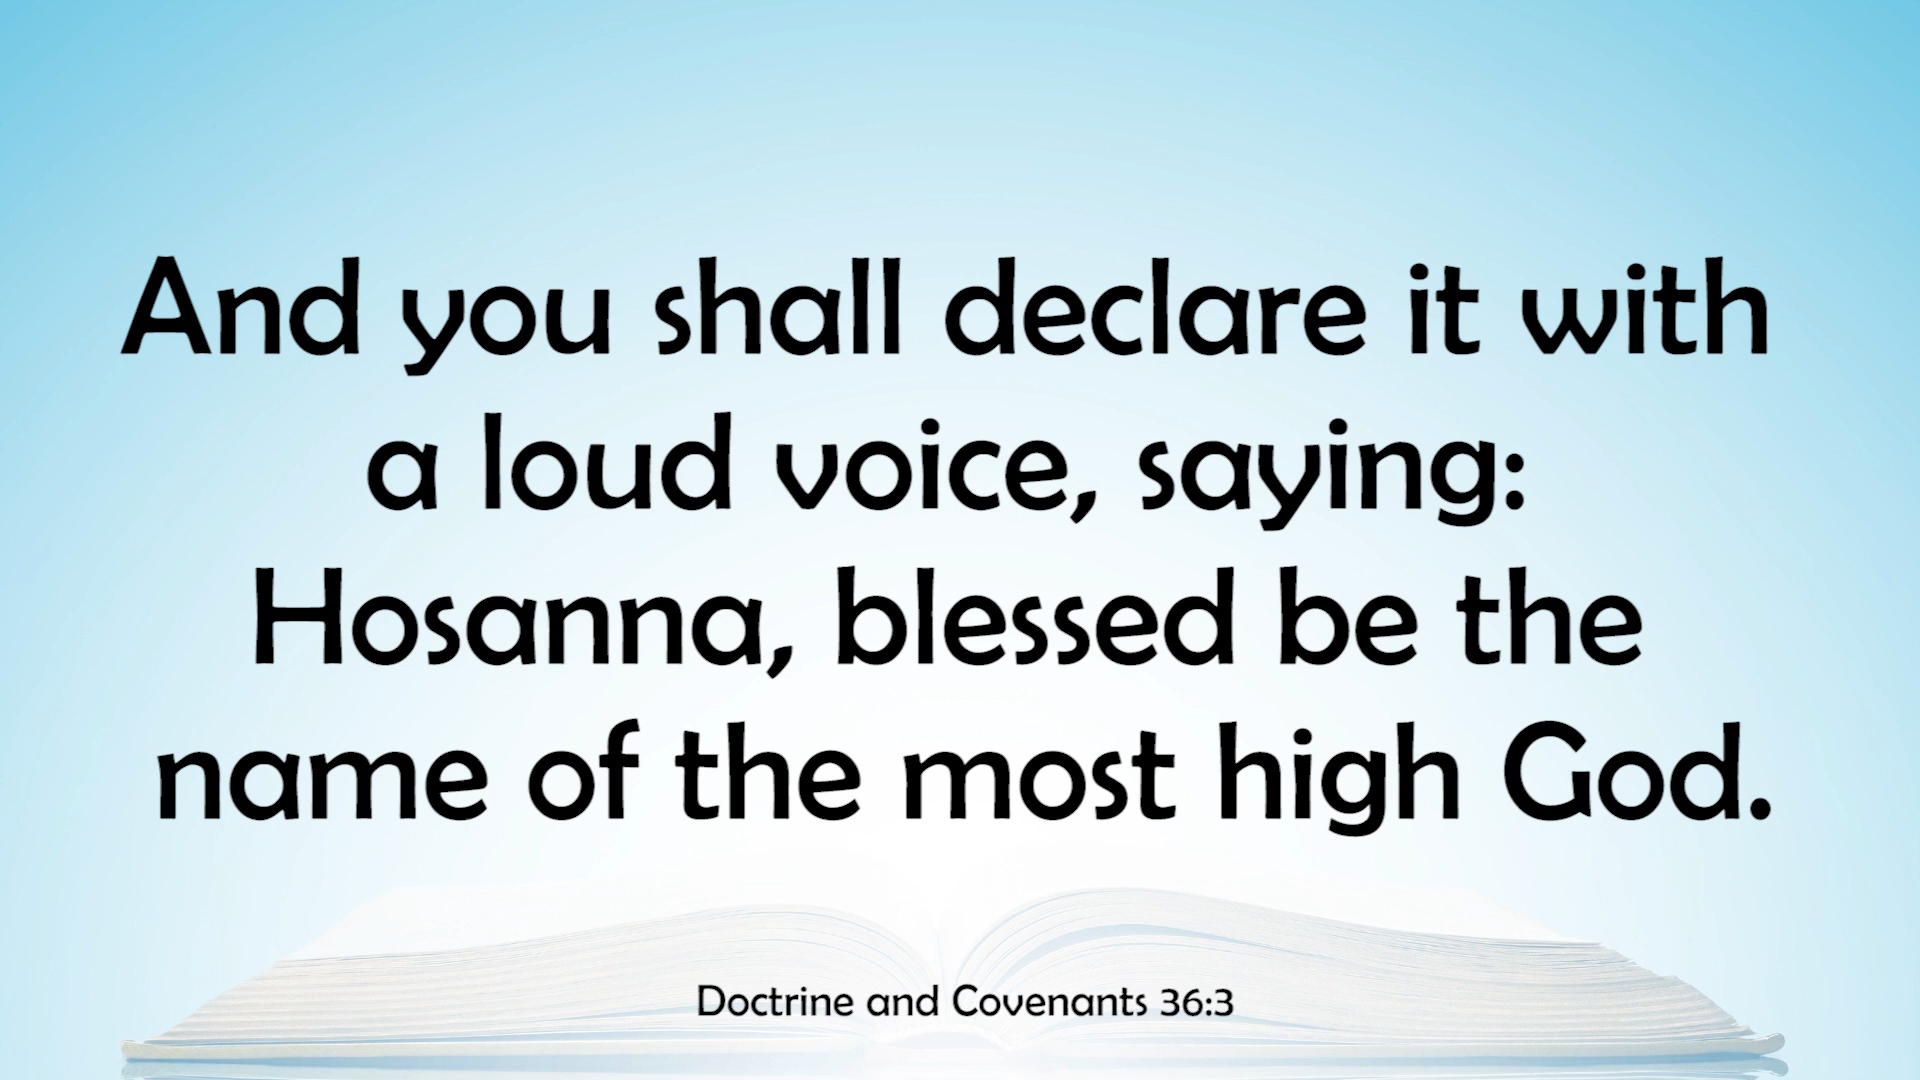 And you shall declare it with
a loud voice, saying:
Hosanna, blessed be the
name of the most high God.
Doctrine and Covenants 36:3